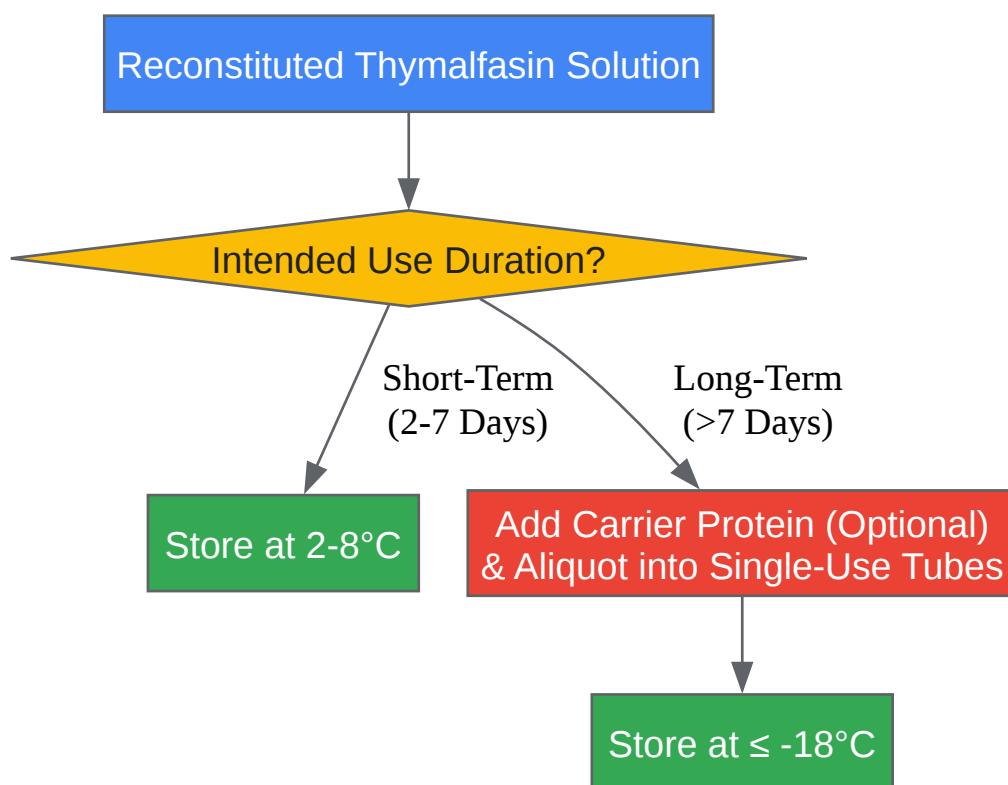 Reconstituted Thymalfasin Solution
Intended Use Duration?
Short-Term
(2-7 Days)
Long-Term
(>7 Days)
Store at 2-8°C
Add Carrier Protein (Optional)
& Aliquot into Single-Use Tubes
Store at ≤ -18°C